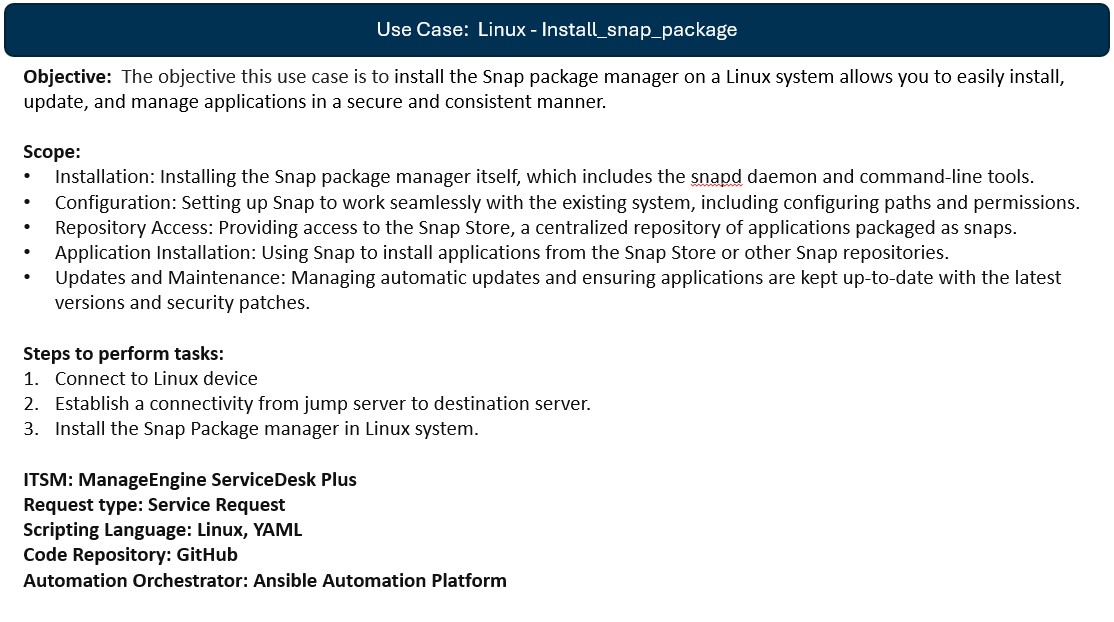 Use Case:  Linux - Install_snap_package
Objective:  The objective this use case is to install the Snap package manager on a Linux system allows you to easily install,
update, and manage applications in a secure and consistent manner.
Scope:
• Installation: Installing the Snap package manager itself, which includes the snapd daemon and command-line tools.
• Configuration: Setting up Snap to work seamlessly with the existing system, including configuring paths and permissions.
• Repository Access: Providing access to the Snap Store, a centralized repository of applications packaged as snaps.
• Application Installation: Using Snap to install applications from the Snap Store or other Snap repositories.
• Updates and Maintenance: Managing automatic updates and ensuring applications are kept up-to-date with the latest
versions and security patches.
Steps to perform tasks:
1. Connect to Linux device
2. Establish a connectivity from jump server to destination server.
3. Install the Snap Package manager in Linux system.
ITSM: ManageEngine ServiceDesk Plus
Request type: Service Request
Scripting Language: Linux, YAML
Code Repository: GitHub
Automation Orchestrator: Ansible Automation Platform